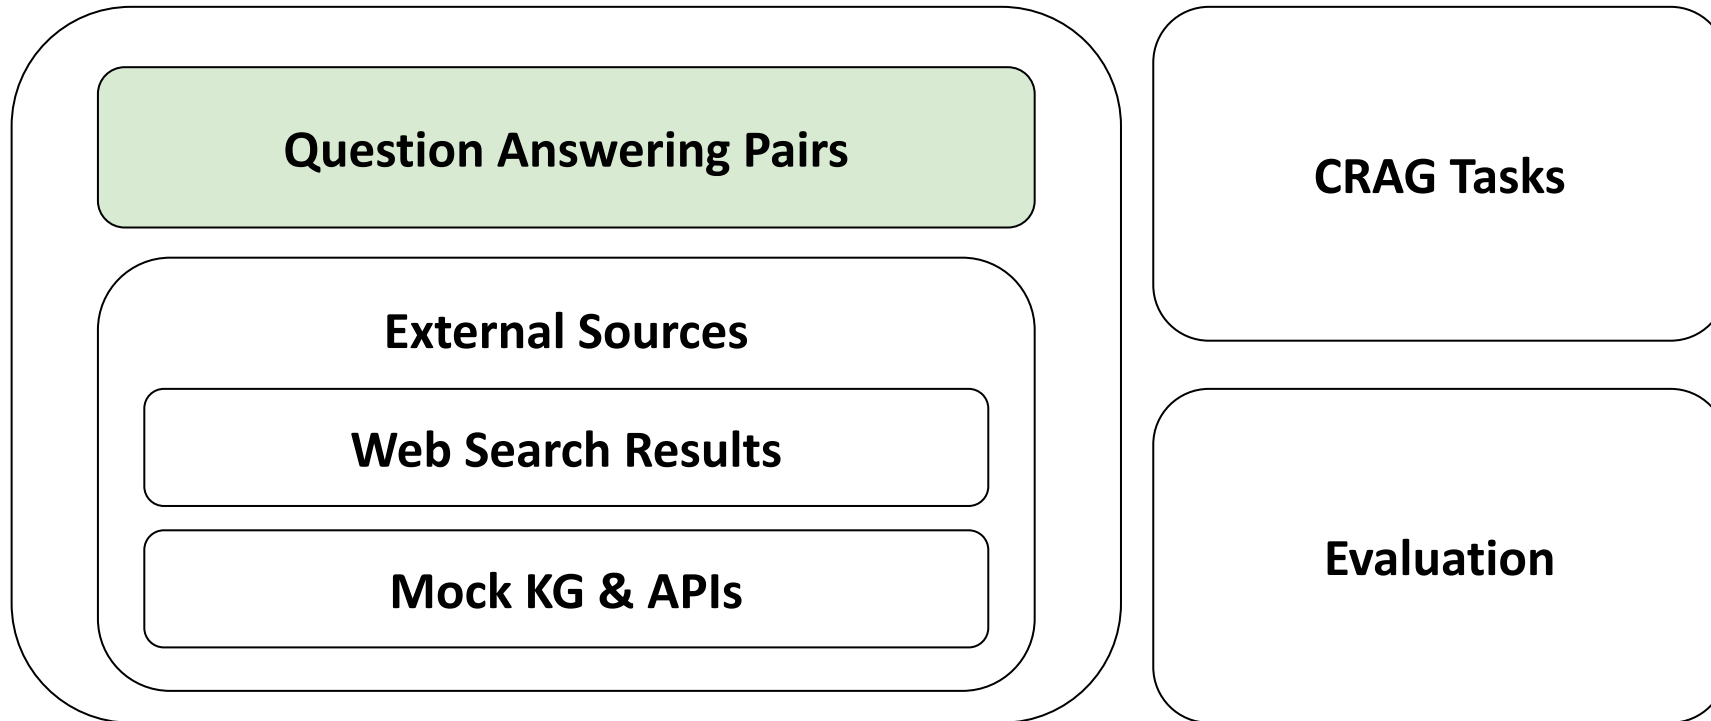 Question Answering Pairs
External Sources
Web Search Results
Mock KG & APIs
CRAG Tasks
Evaluation